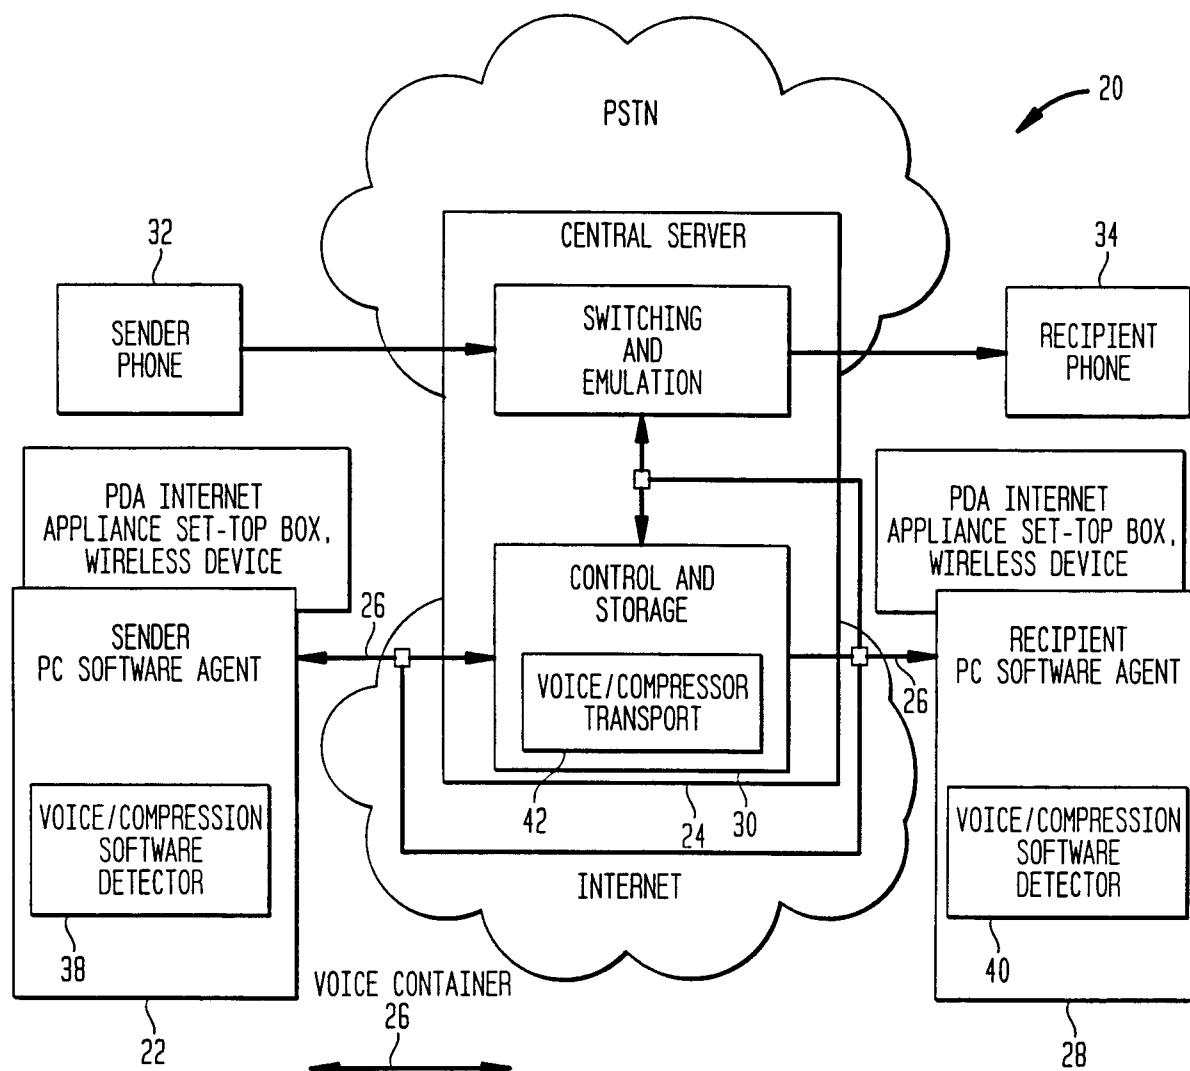 PSTN
20
CENTRAL SERVER
32
34
SENDER
PHONE
SWITCHING
AND
EMULATION
RECIPIENT
PHONE
PDA INTERNET
APPLIANCE SET-TOP BOX,
WIRELESS DEVICE
PDA INTERNET
APPLIANCE SET-TOP BOX,
WIRELESS DEVICE
CONTROL AND
STORAGE
SENDER
PC SOFTWARE AGENT
26
RECIPIENT
PC SOFTWARE AGENT
26
VOICE/COMPRESSOR
TRANSPORT
42
24
30
VOICE/COMPRESSION
SOFTWARE
DETECTOR
VOICE/COMPRESSION
SOFTWARE
DETECTOR
INTERNET
38
40
VOICE CONTAINER
26
22
28